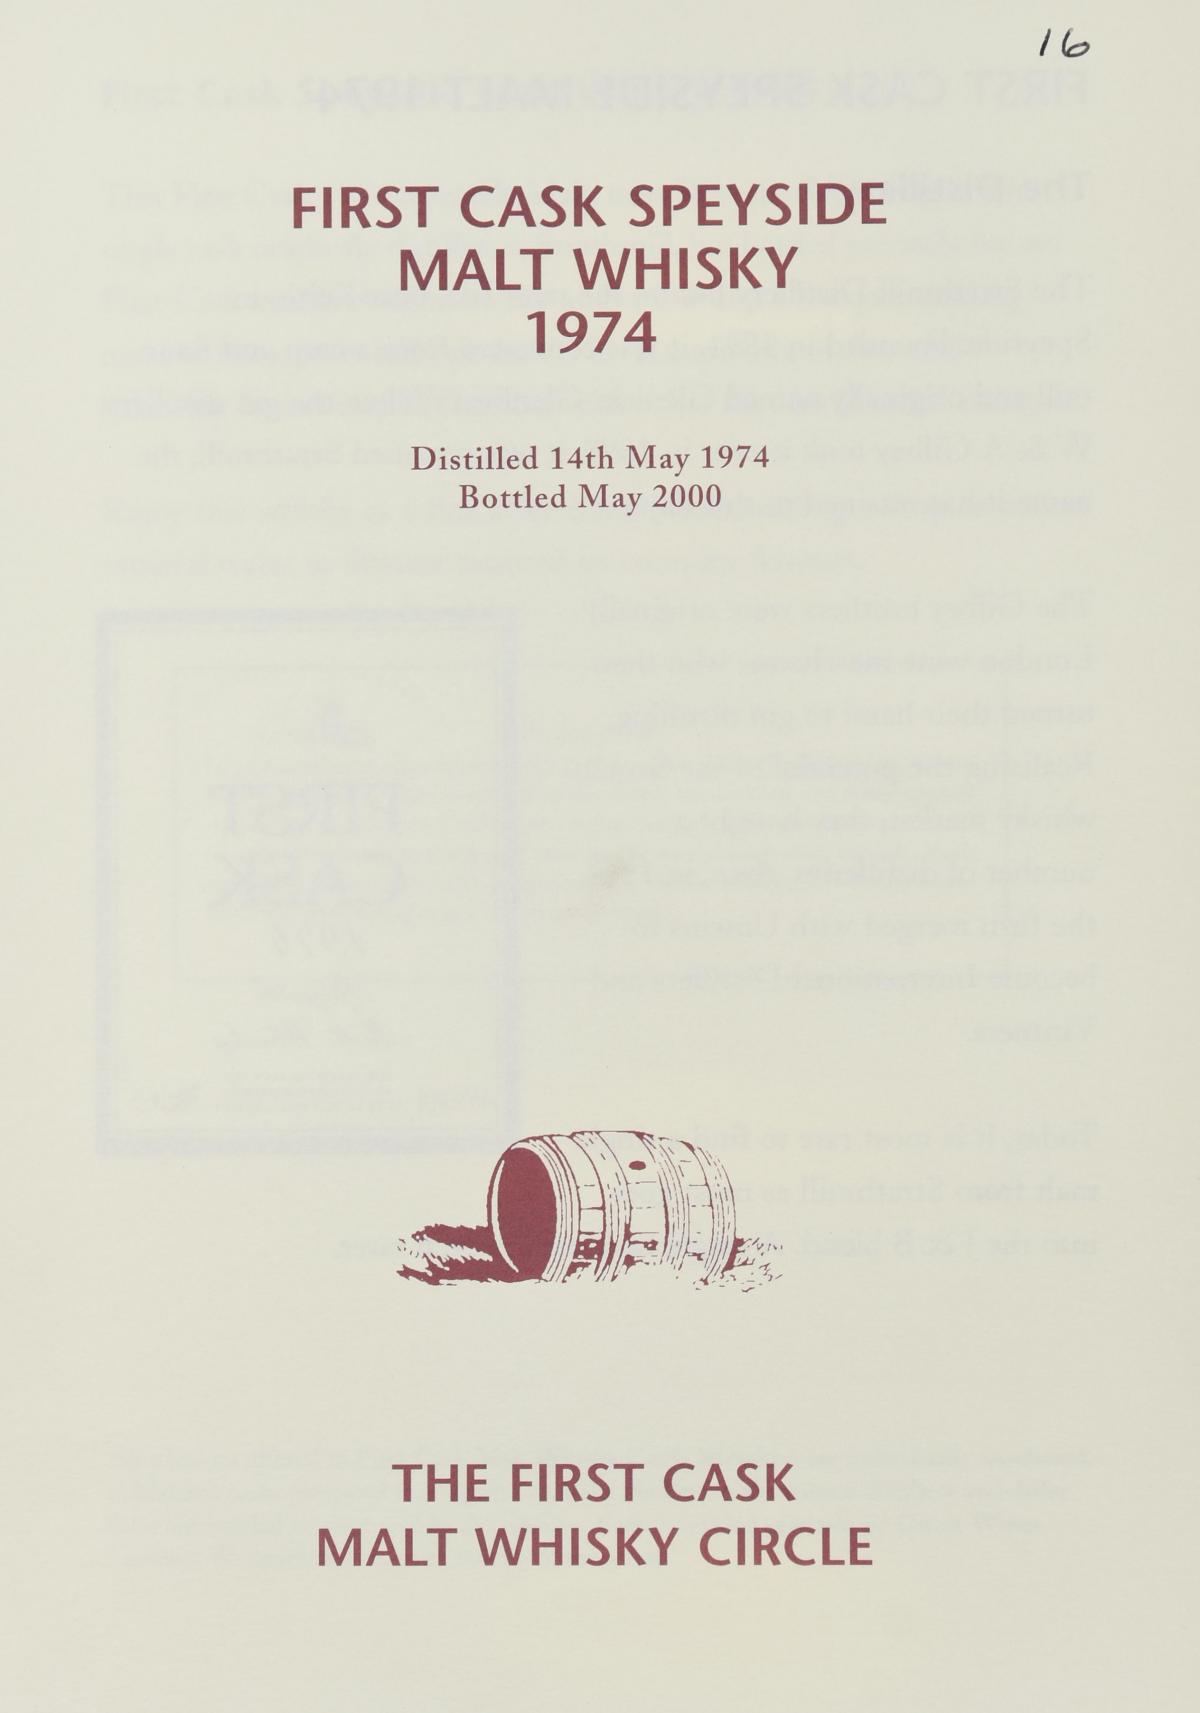 16
FIRST CASK SPEYSIDE
MALT WHISKY
1974
Distilled 14th May 1974
Bottled May 2000
THE FIRST CASK
MALT WHISKY CIRCLE